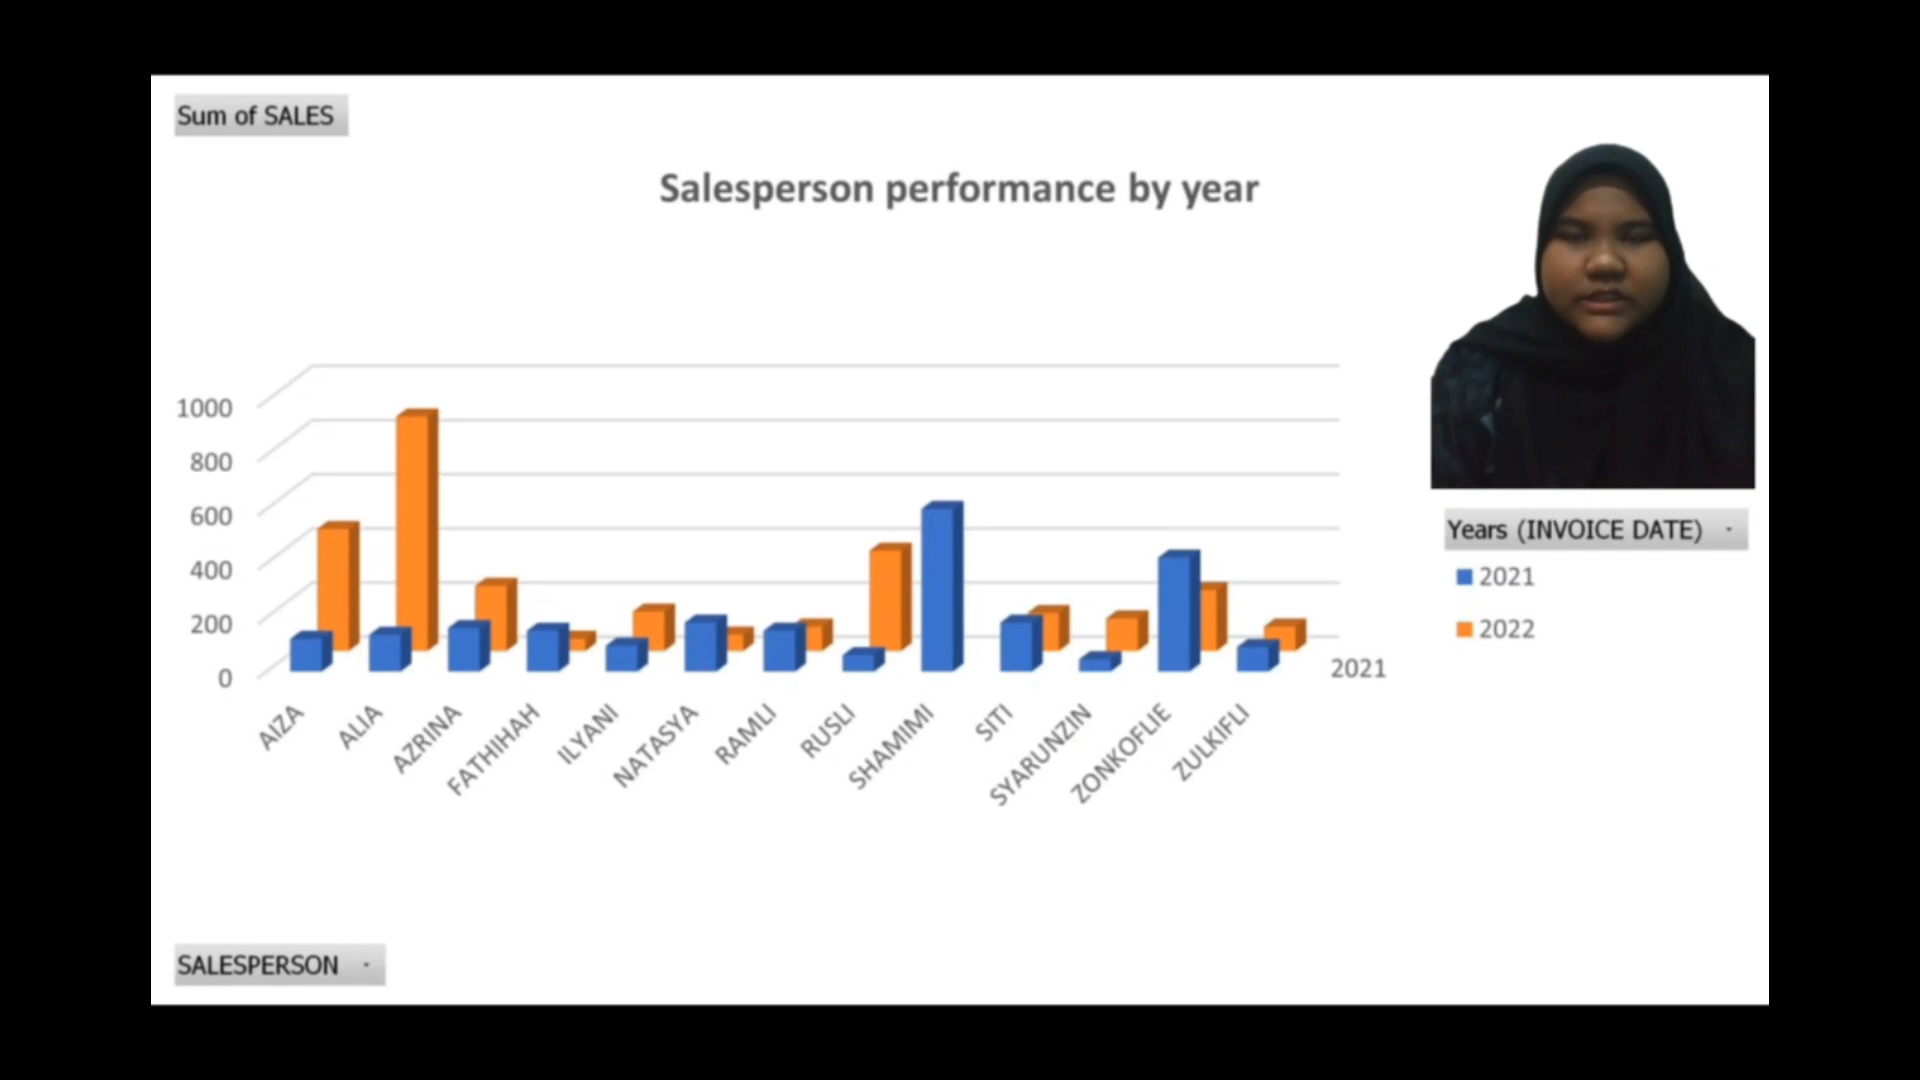 Sum of SALES
Salesperson performance by year
1000
800
600
400
200
0
2021
AIZA
ALIA
AZRINA
FATHIHAH
ILYANI
NATASYA
RAMLI
RUSLI
SHAMIMI
SITI
SYARUNZIN
ZONKOFLIE
ZULKIFLI
Years (INVOICE DATE)
2021
2022
SALESPERSON